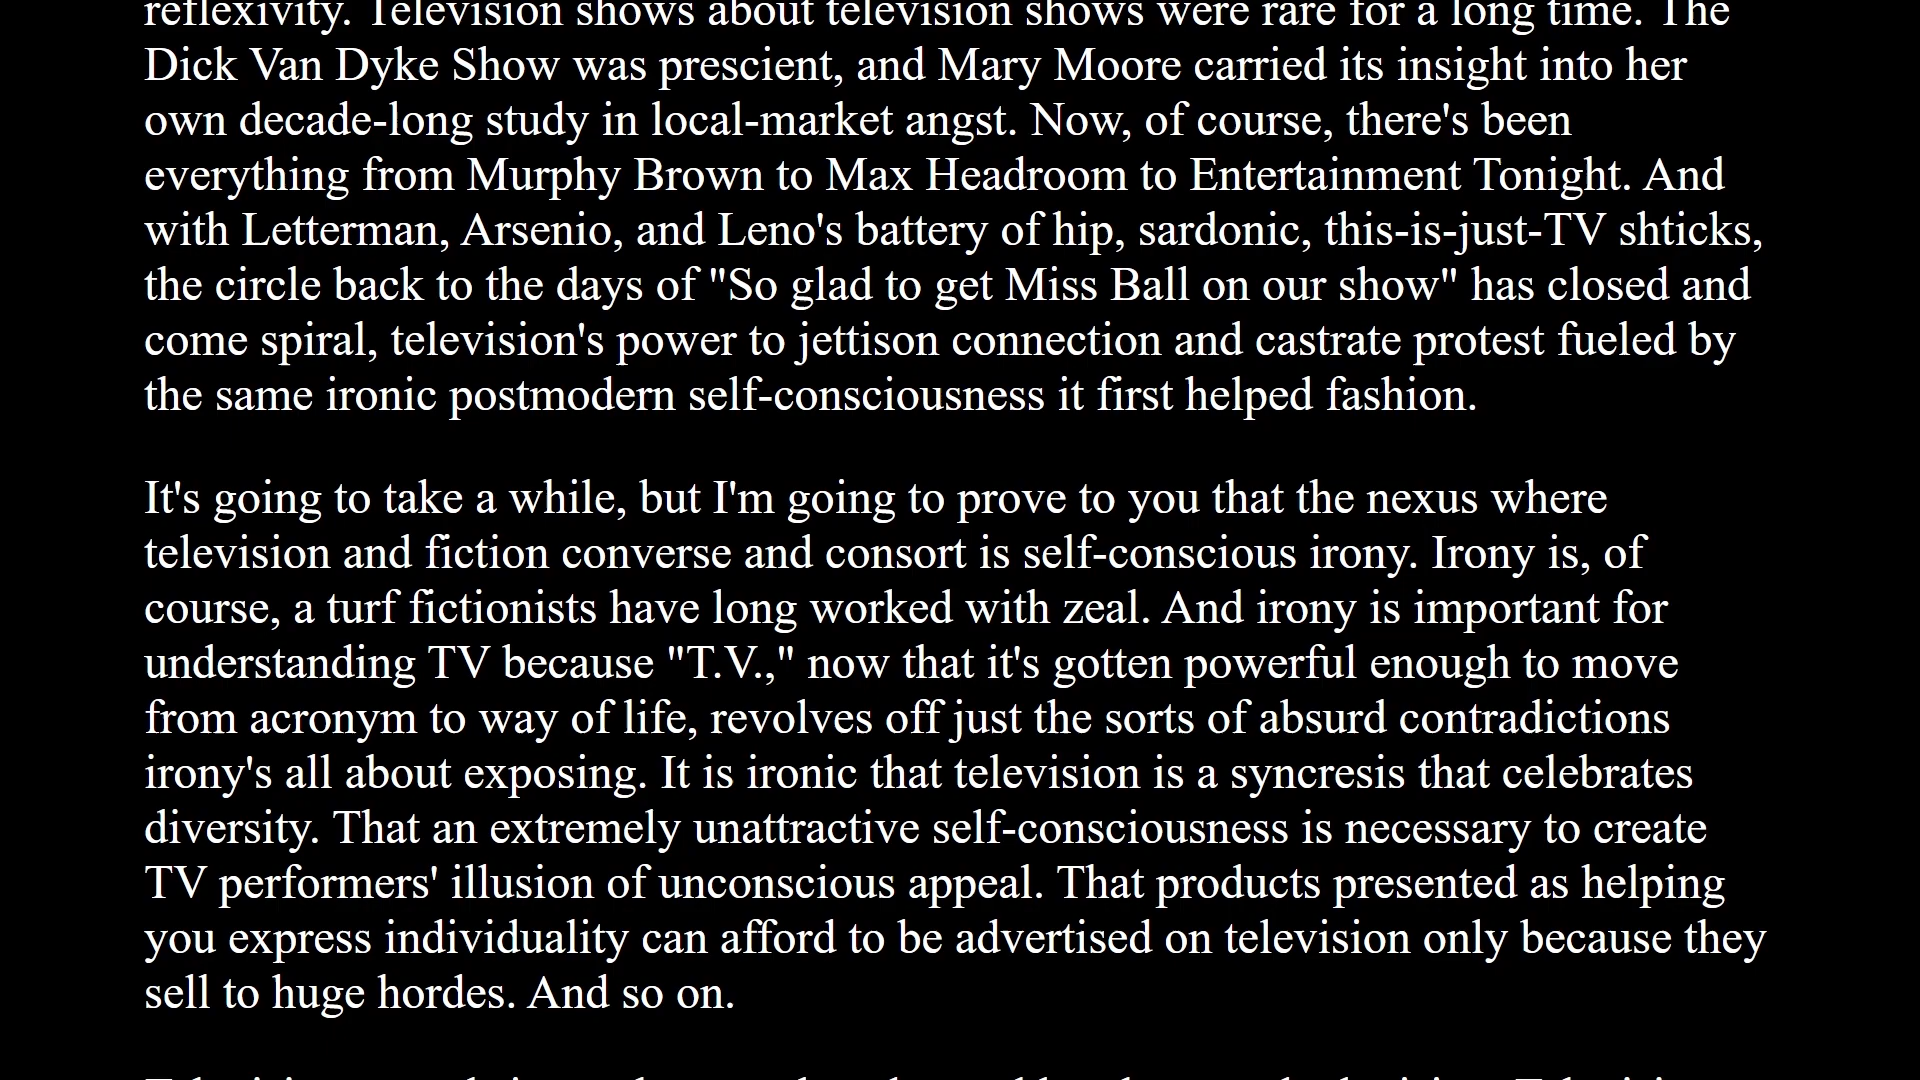 reflexivity. Television shows about television shows were rare for a long time. The
Dick Van Dyke Show was prescient, and Mary Moore carried its insight into her
own decade-long study in local-market angst. Now, of course, there's been
everything from Murphy Brown to Max Headroom to Entertainment Tonight. And
with Letterman, Arsenio, and Leno's battery of hip, sardonic, this-is-just-TV shticks,
the circle back to the days of "So glad to get Miss Ball on our show" has closed and
come spiral, television's power to jettison connection and castrate protest fueled by
the same ironic postmodern self-consciousness it first helped fashion.
It's going to take a while, but I'm going to prove to you that the nexus where
television and fiction converse and consort is self-conscious irony. Irony is, of
course, a turf fictionists have long worked with zeal. And irony is important for
understanding TV because "T.V.," now that it's gotten powerful enough to move
from acronym to way of life, revolves off just the sorts of absurd contradictions
irony's all about exposing. It is ironic that television is a syncresis that celebrates
diversity. That an extremely unattractive self-consciousness is necessary to create
TV performers' illusion of unconscious appeal. That products presented as helping
you express individuality can afford to be advertised on television only because they
sell to huge hordes. And so on.